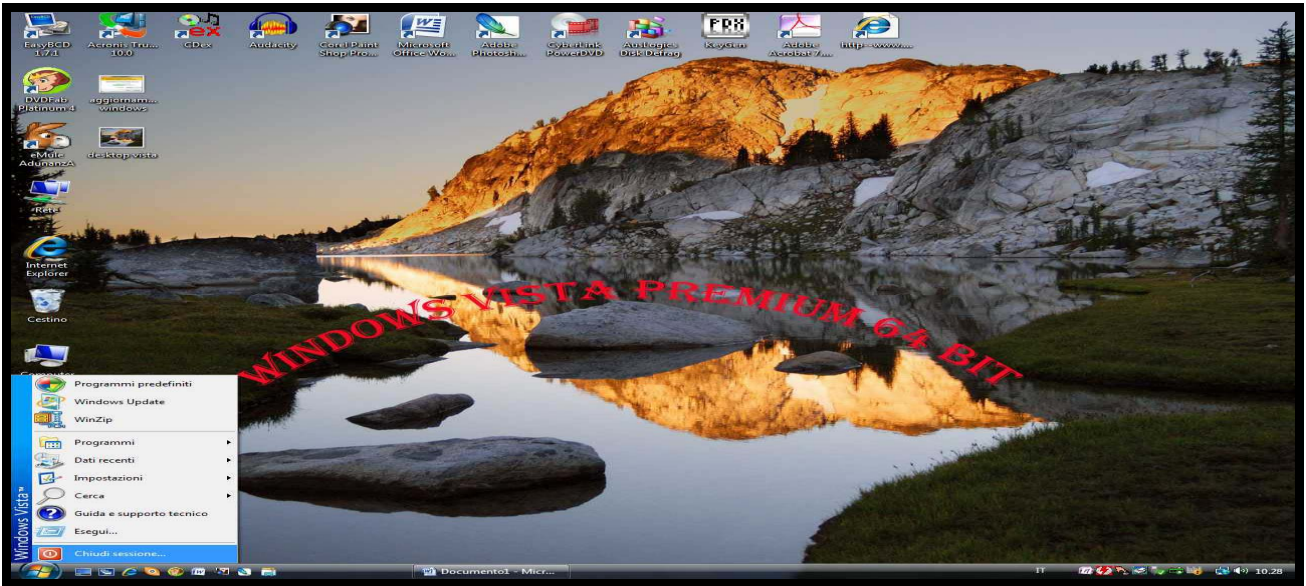 EasyBCD 1.7.1
Acronis Tru... 10.0
CDex
Audacity
Corel Paint Shop Pro...
Microsoft Office Wo...
Adobe Photosh...
CyberLink PowerDVD
AusLogics Disk Defrag
KeyGen
Adobe Acrobat 7....
http--www....
DVDFab Platinum 4
aggiornam... windows
eMule AdunanzA
desktop vista
Rete
Internet Explorer
Cestino
Computer
WINDOWS VISTA PREMIUM 64 BIT
Programmi predefiniti
Windows Update
WinZip
Programmi
Dati recenti
Impostazioni
Cerca
Guida e supporto tecnico
Esegui...
Chiudi sessione...
Windows Vista™
Documento1 - Micr...
IT
10.28